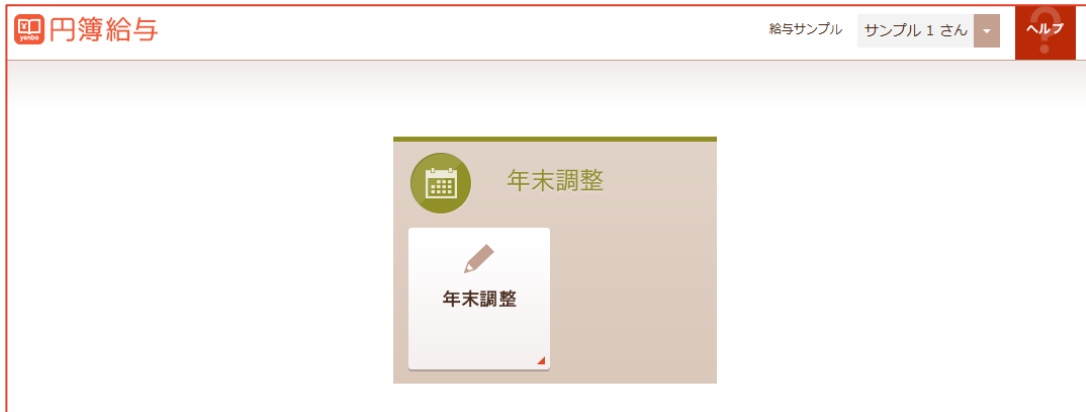 円簿給与
yenbo
給与サンプル サンプル 1 さん ヘルプ
年末調整
年末調整